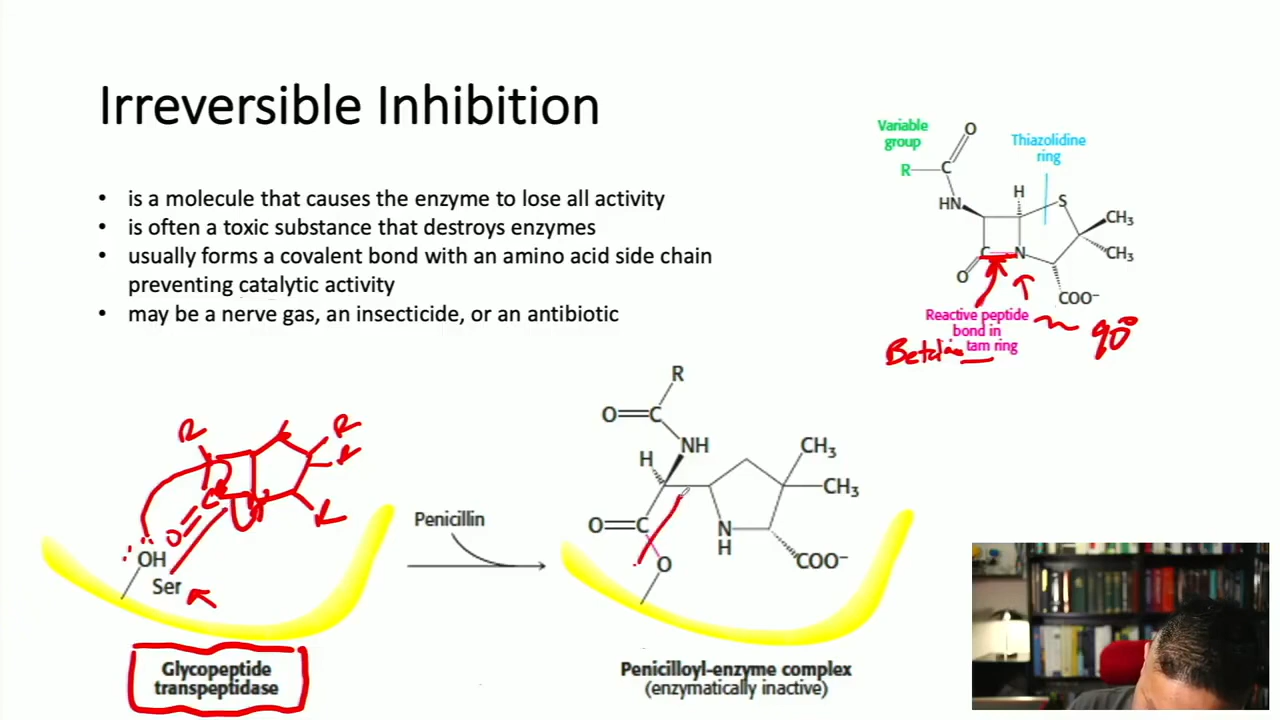 Irreversible Inhibition
• is a molecule that causes the enzyme to lose all activity
• is often a toxic substance that destroys enzymes
• usually forms a covalent bond with an amino acid side chain
preventing catalytic activity
• may be a nerve gas, an insecticide, or an antibiotic
Variable
group
O
Thiazolidine
ring
R C
HN
H
S
CH₃
C N
CH₃
O
COO⁻
Reactive peptide
bond in
tam ring
90°
R
R
R
C
O
OH
Ser
Glycopeptide
transpeptidase
Penicillin
R
O C
NH
H
CH₃
CH₃
O C
N
H
O
COO⁻
Penicilloyl-enzyme complex
(enzymatically inactive)